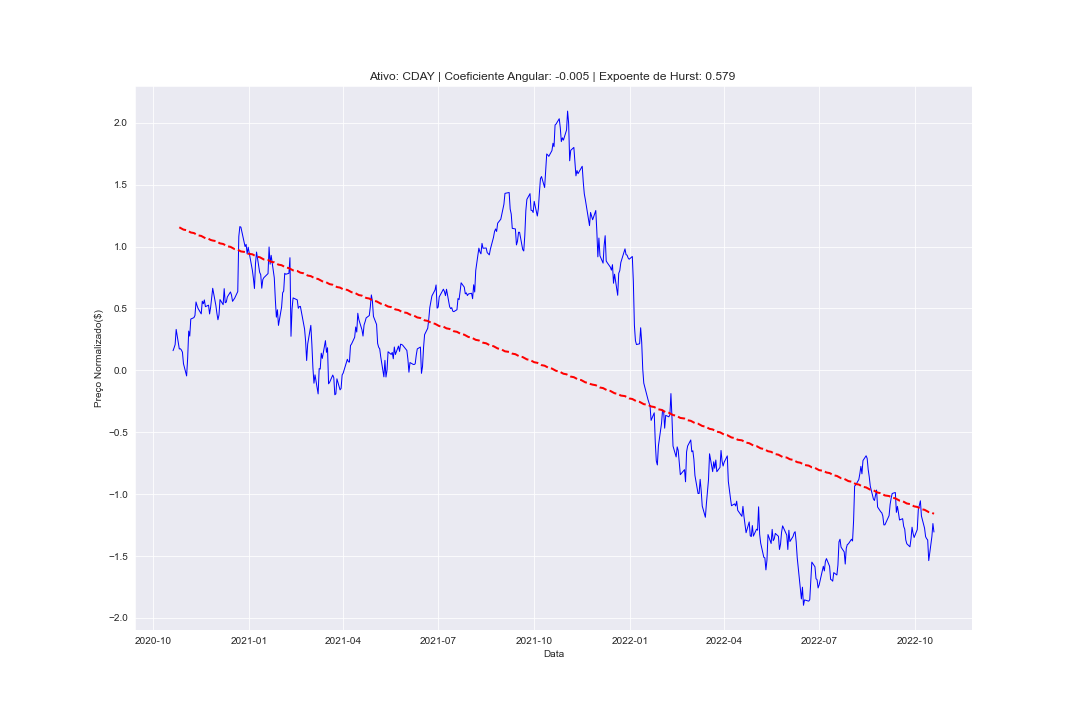 Ativo: CDAY | Coeficiente Angular: -0.005 | Expoente de Hurst: 0.579
Preço Normalizado($)
2.0
1.5
1.0
0.5
0.0
−0.5
−1.0
−1.5
−2.0
2020-10 2021-01 2021-04 2021-07 2021-10 2022-01 2022-04 2022-07 2022-10
Data